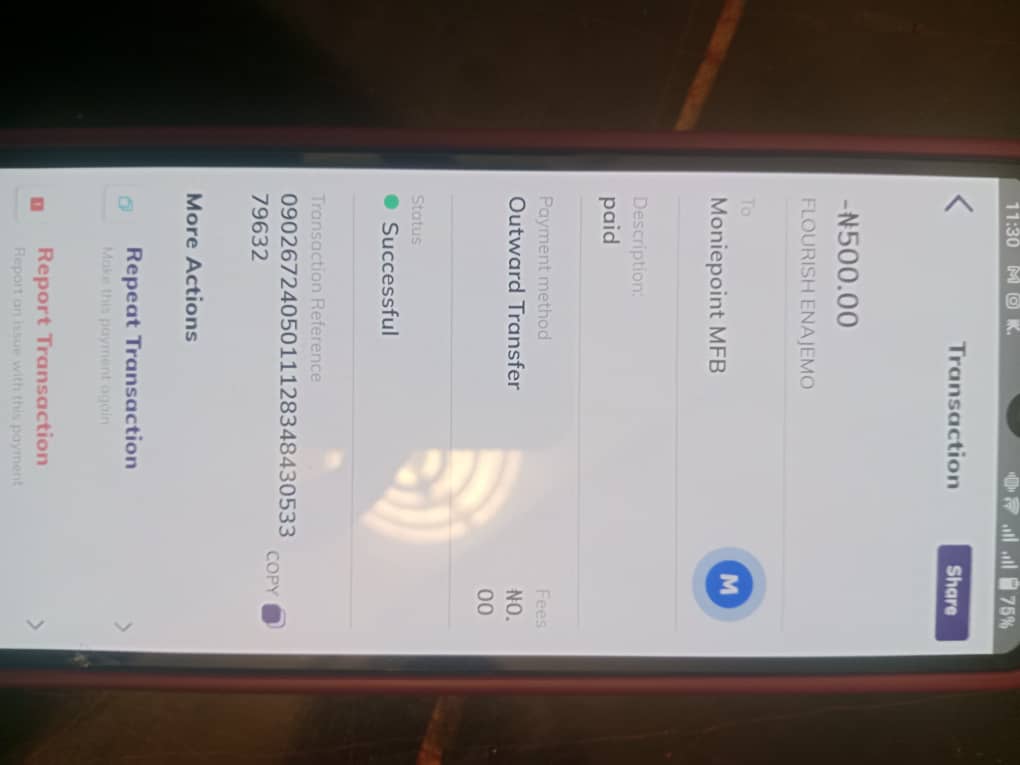 11:30 M K. 75%
Transaction
Share
-₦500.00
FLOURISH ENAJEMO
To
Moniepoint MFB
M
Description:
paid
Payment method
Fees
Outward Transfer
₦0.
00
Status
Successful
Transaction Reference
0902672405011128348430533
79632
COPY
More Actions
Repeat Transaction
Make this payment again
Report Transaction
Report an issue with this payment